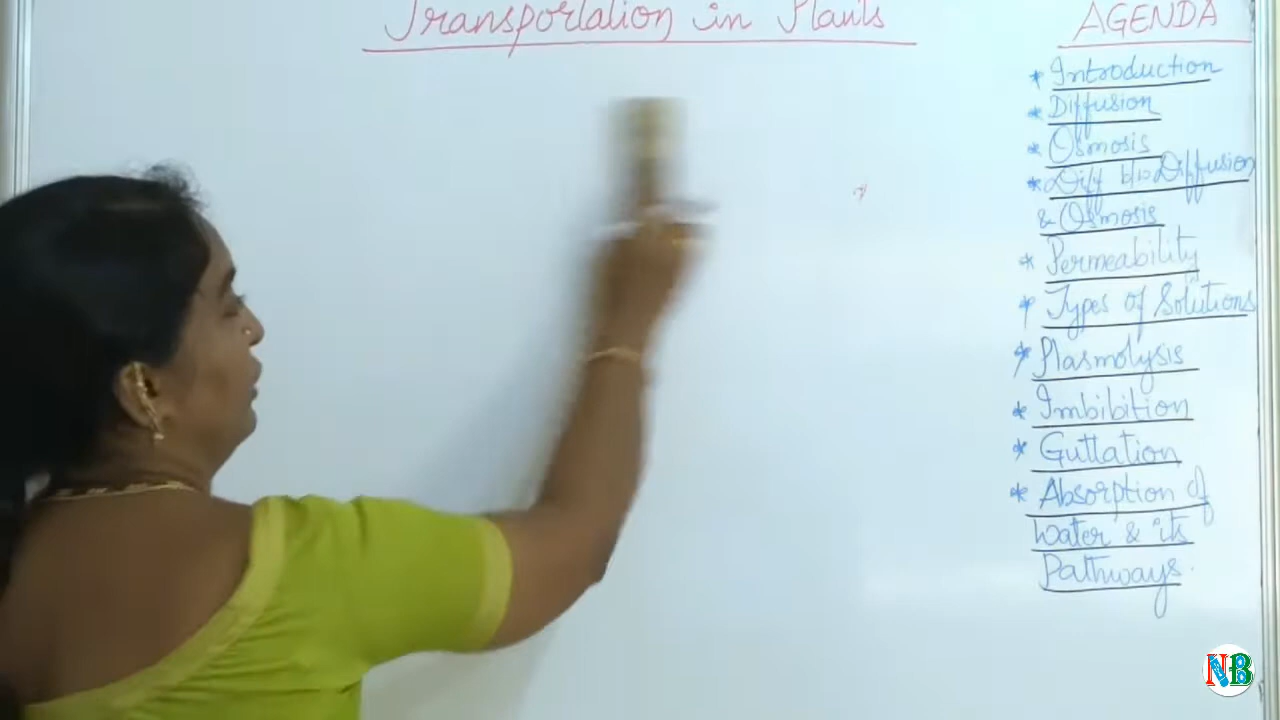 Transportation in Plants
AGENDA
* Introduction
* Diffusion
* Osmosis
* Diff b/w Diffusion
& Osmosis
* Permeability
* Types of Solutions
* Plasmolysis
* Imbibition
* Guttation
* Absorption of
Water & its
Pathways.
NB